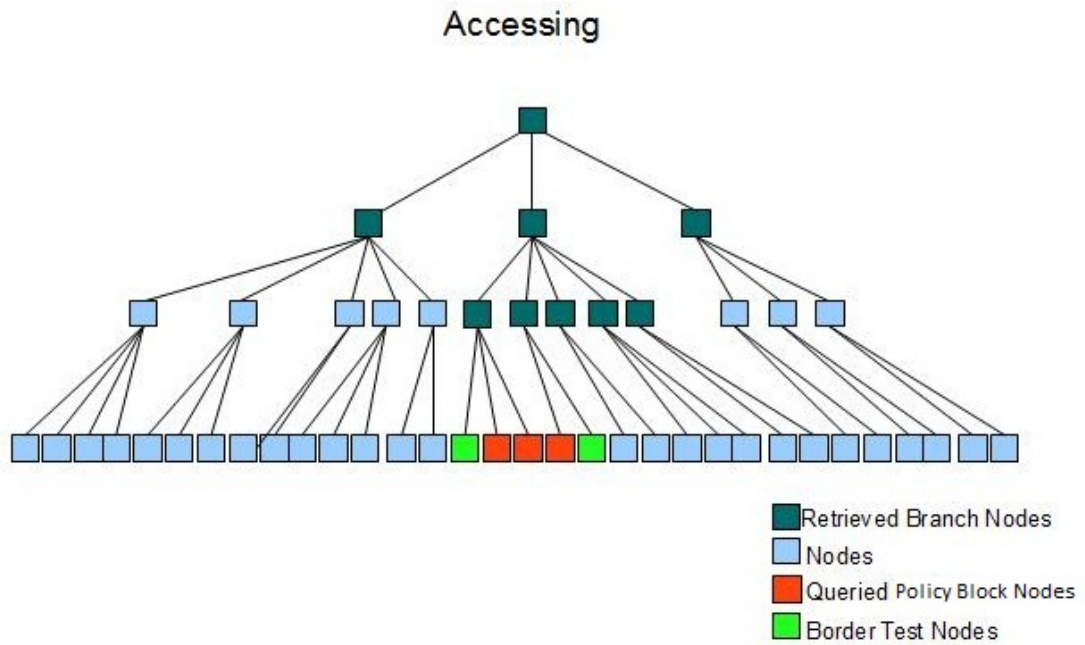 Accessing
Retrieved Branch Nodes
Nodes
Queried Policy Block Nodes
Border Test Nodes